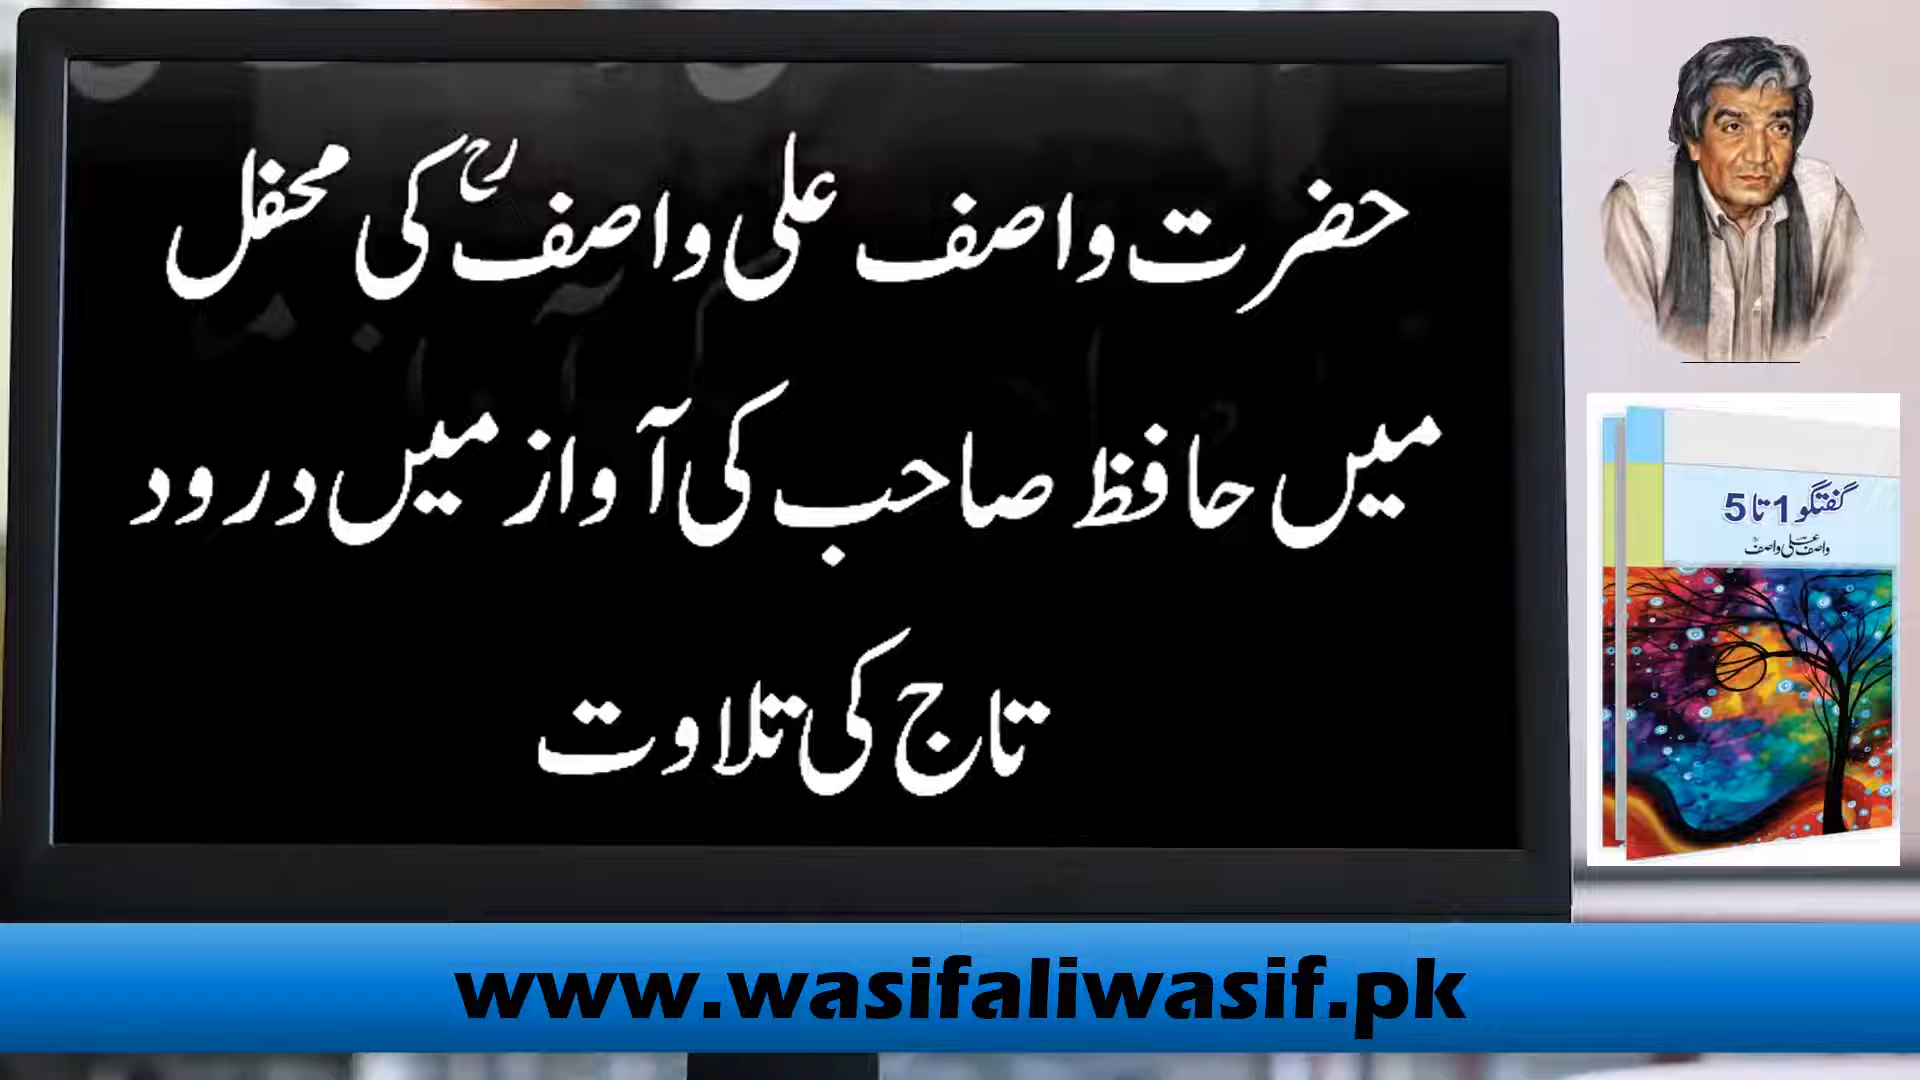 حضرت واصف علی واصفؒ کی محفل
میں حافظ صاحب کی آواز میں درود
تاج کی تلاوت
گفتگو 1 تا 5
واصف علی واصفؒ
www.wasifaliwasif.pk